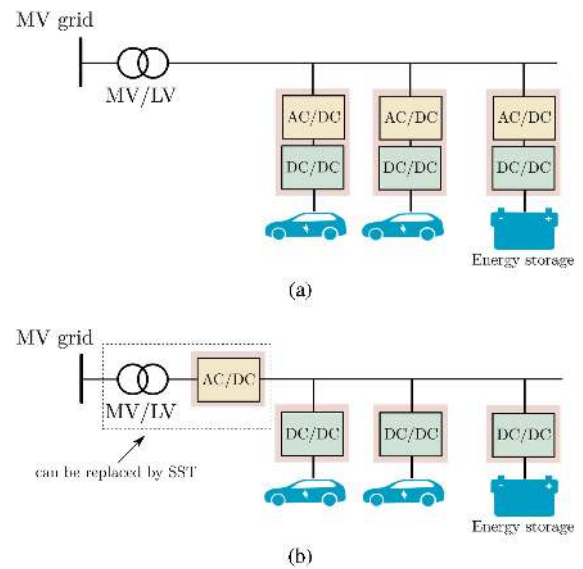 MV grid
MV/LV
AC/DC AC/DC AC/DC
DC/DC DC/DC DC/DC
- +
Energy storage
(a)
MV grid
AC/DC
MV/LV
DC/DC DC/DC DC/DC
can be replaced by SST
- +
Energy storage
(b)